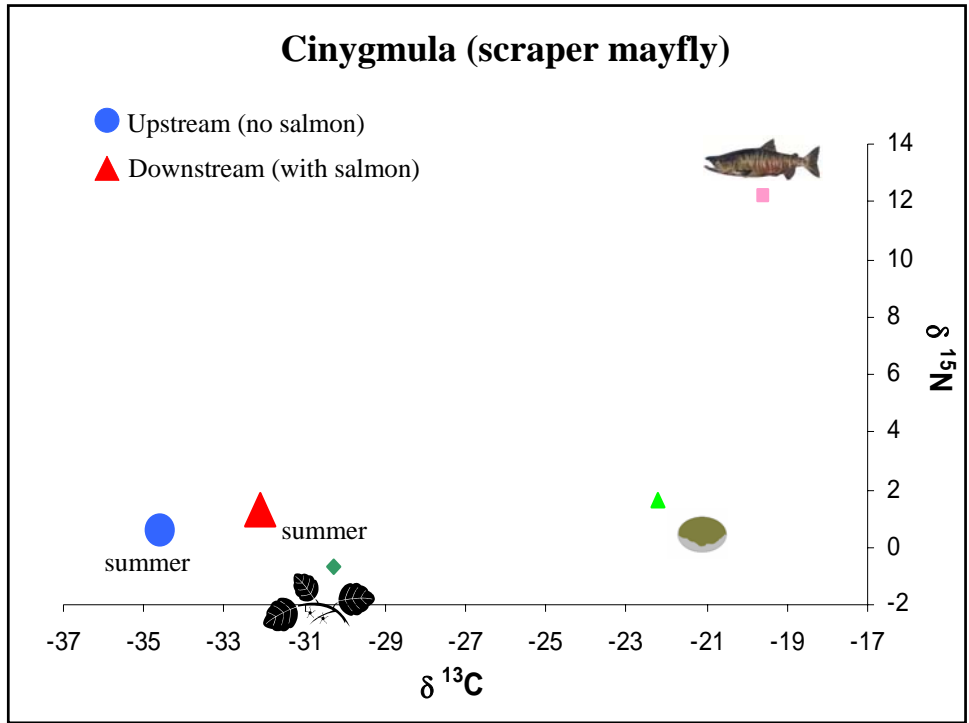 Cinygmula (scraper mayfly)
Upstream (no salmon)
Downstream (with salmon)
14
12
10
8
6
4
2
0
-2
δ 15N
summer
summer
-37 -35 -33 -31 -29 -27 -25 -23 -21 -19 -17
δ 13C